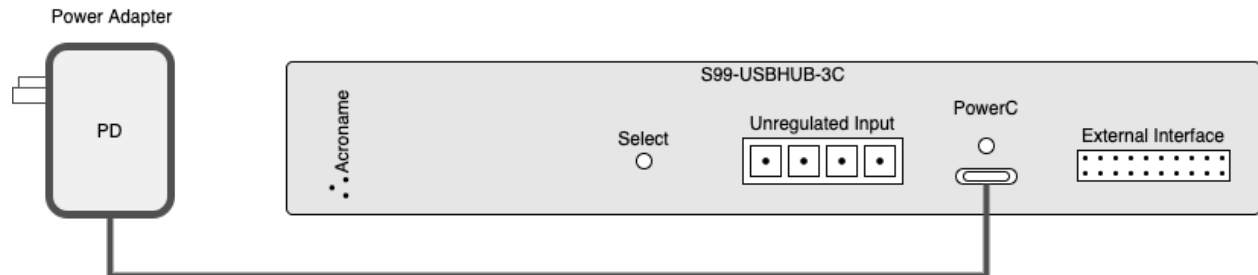 Power Adapter
PD
S99-USBHUB-3C
Acroname
Select
Unregulated Input
PowerC
External Interface